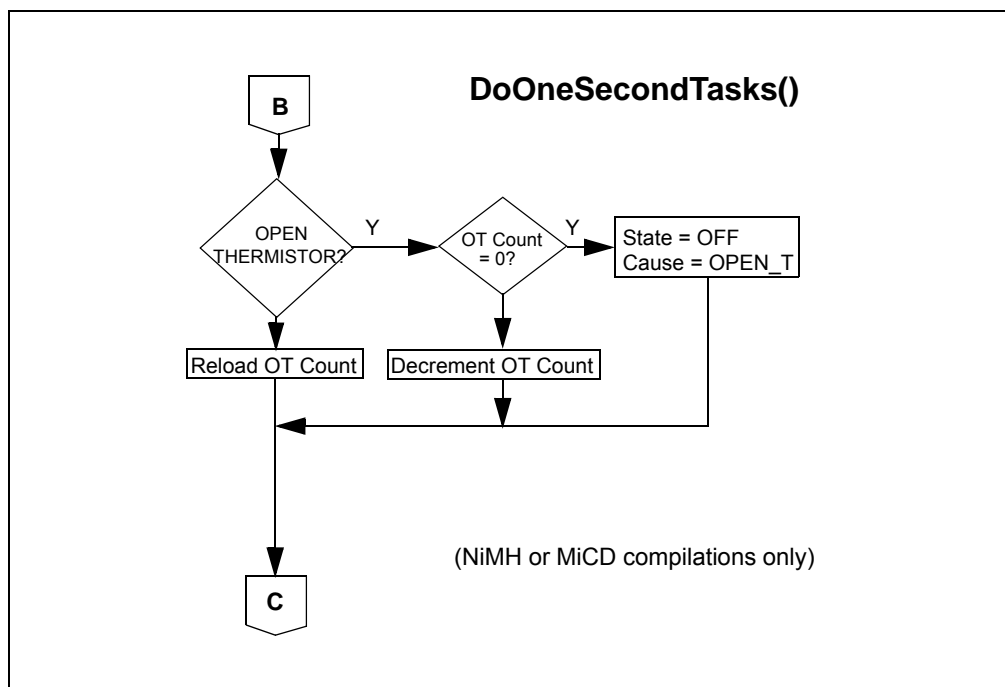 DoOneSecondTasks()
B
OPEN
THERMISTOR?
Y
OT Count
= 0?
Y
State = OFF
Cause = OPEN_T
Reload OT Count
Decrement OT Count
(NiMH or MiCD compilations only)
C